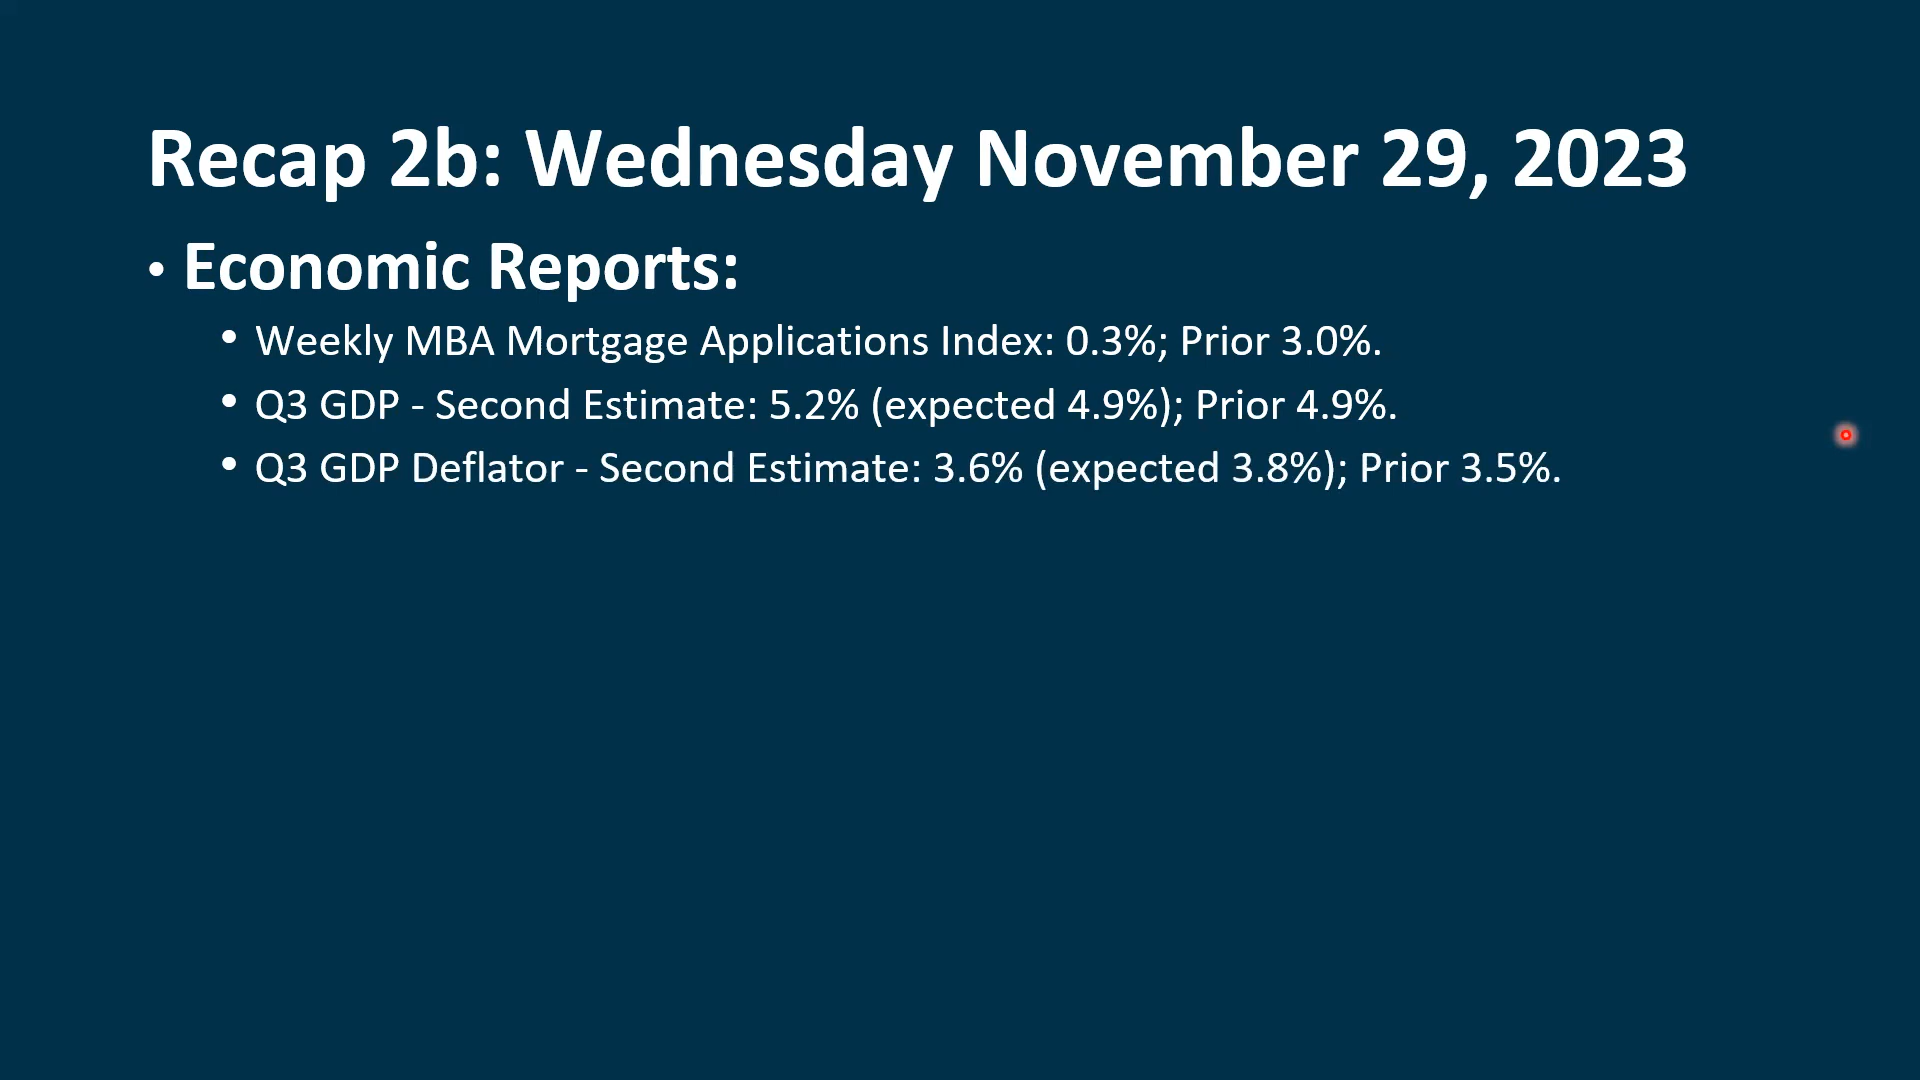 Recap 2b: Wednesday November 29, 2023
• Economic Reports:
• Weekly MBA Mortgage Applications Index: 0.3%; Prior 3.0%.
• Q3 GDP - Second Estimate: 5.2% (expected 4.9%); Prior 4.9%.
• Q3 GDP Deflator - Second Estimate: 3.6% (expected 3.8%); Prior 3.5%.